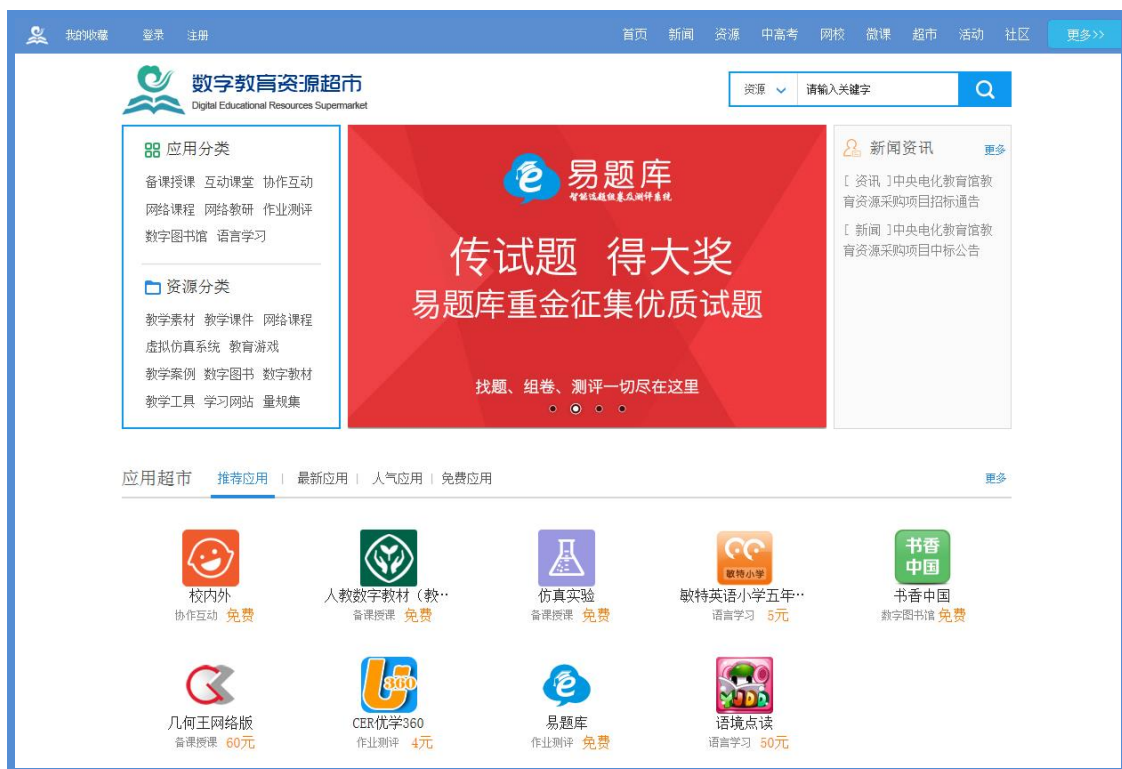 我的收藏 登录 注册 首页 新闻 资源 中高考 网校 微课 超市 活动 社区 更多>>
数字教育资源超市
Digital Educational Resources Supermarket
资源 请输入关键字
应用分类
备课授课 互动课堂 协作互动
网络课程 网络教研 作业测评
数字图书馆 语言学习
资源分类
教学素材 教学课件 网络课程
虚拟仿真系统 教育游戏
教学案例 数字图书 数字教材
教学工具 学习网站 量规集
易题库
智能选题组卷及测评系统
传试题 得大奖
易题库重金征集优质试题
找题、组卷、测评一切尽在这里
新闻资讯 更多
[ 资讯 ]中央电化教育馆教
育资源采购项目招标通告
[ 新闻 ]中央电化教育馆教
育资源采购项目中标公告
应用超市 推荐应用 | 最新应用 | 人气应用 | 免费应用 更多
敏特小学
书香
中国
校内外 人教数字教材（教… 仿真实验 敏特英语小学五年… 书香中国
协作互动 免费 备课授课 免费 备课授课 免费 语言学习 5元 数字图书馆 免费
360
几何王网络版 CER优学360 易题库 语境点读
备课授课 60元 作业测评 4元 作业测评 免费 语言学习 50元